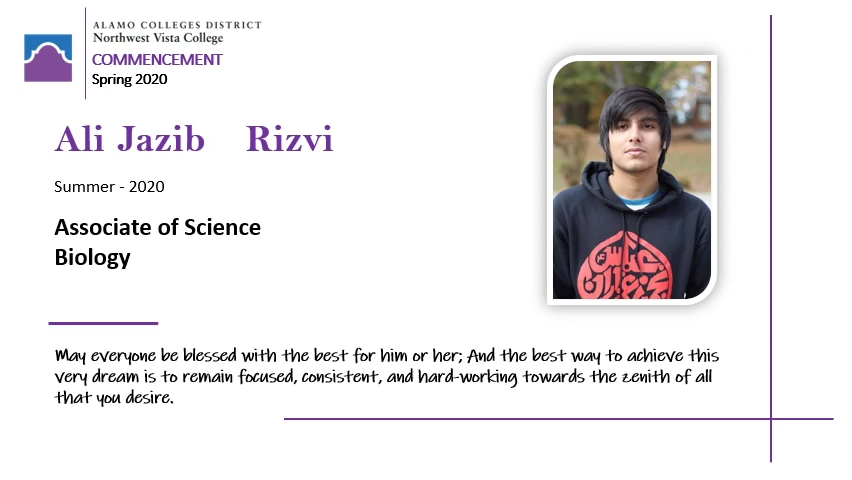 ALAMO COLLEGES DISTRICT
Northwest Vista College
COMMENCEMENT
Spring 2020
Ali Jazib Rizvi
Summer - 2020
Associate of Science
Biology
May everyone be blessed with the best for him or her; And the best way to achieve this
very dream is to remain focused, consistent, and hard-working towards the zenith of all
that you desire.